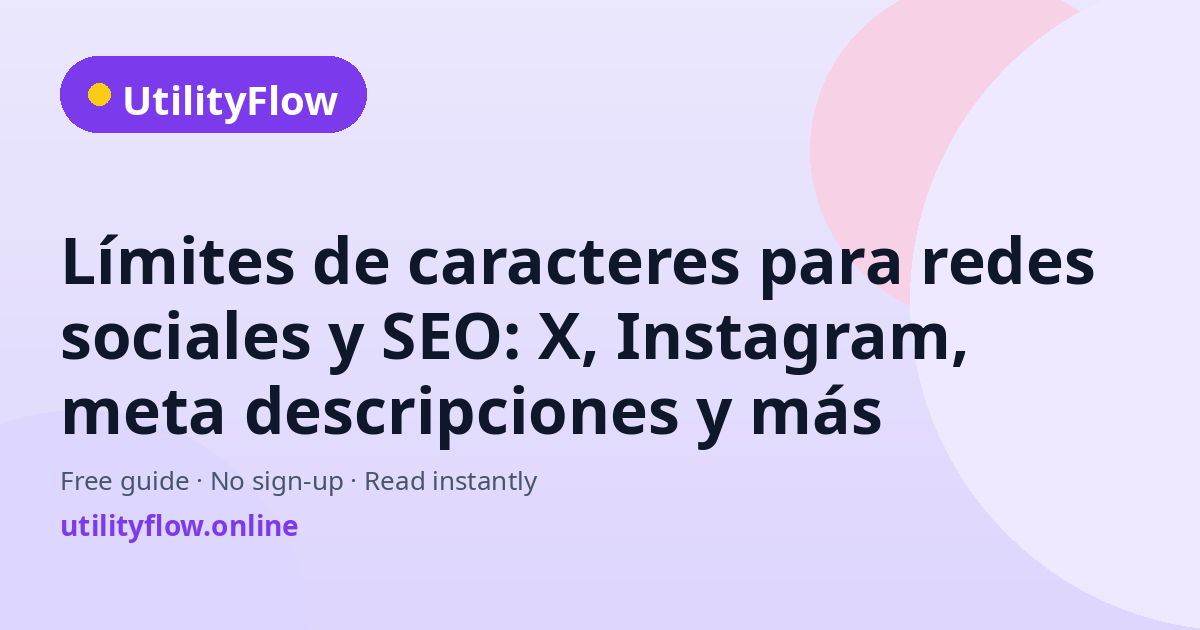 UtilityFlow
Límites de caracteres para redes
sociales y SEO: X, Instagram,
meta descripciones y más
Free guide · No sign-up · Read instantly
utilityflow.online